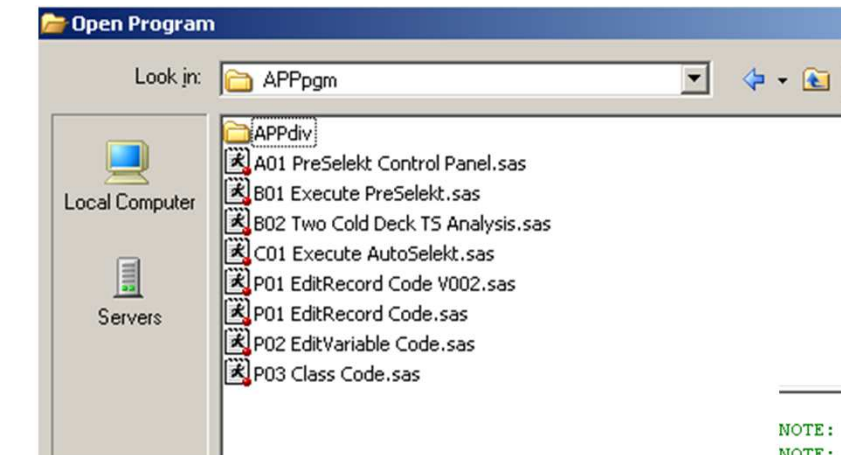 Open Program
Look in: APPpgm
APPdiv
A01 PreSelekt Control Panel.sas
B01 Execute PreSelekt.sas
B02 Two Cold Deck TS Analysis.sas
C01 Execute AutoSelekt.sas
P01 EditRecord Code V002.sas
P01 EditRecord Code.sas
P02 EditVariable Code.sas
P03 Class Code.sas
Local Computer
Servers
NOTE:
NOTE: